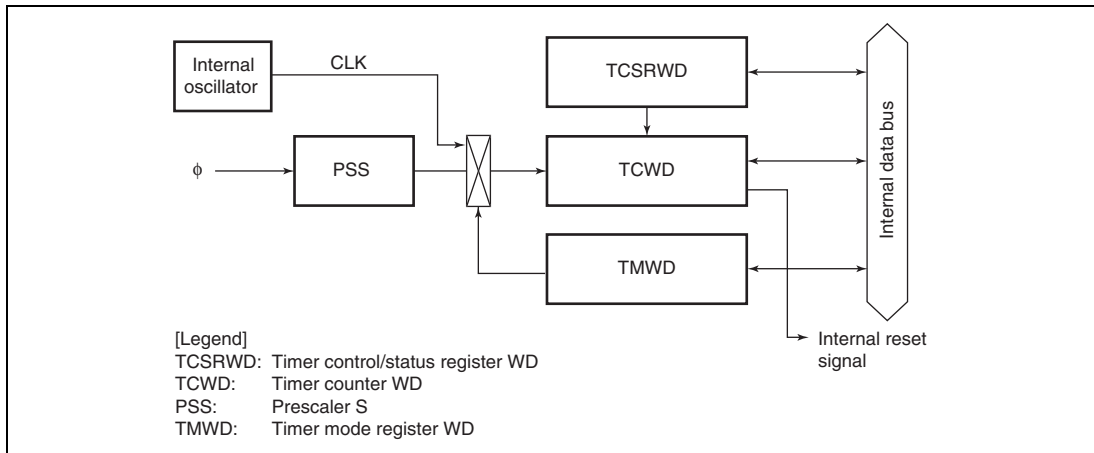 Internal
oscillator
CLK
TCSRWD
φ
PSS
TCWD
TMWD
Internal data bus
Internal reset
signal
[Legend]
TCSRWD: Timer control/status register WD
TCWD: Timer counter WD
PSS: Prescaler S
TMWD: Timer mode register WD